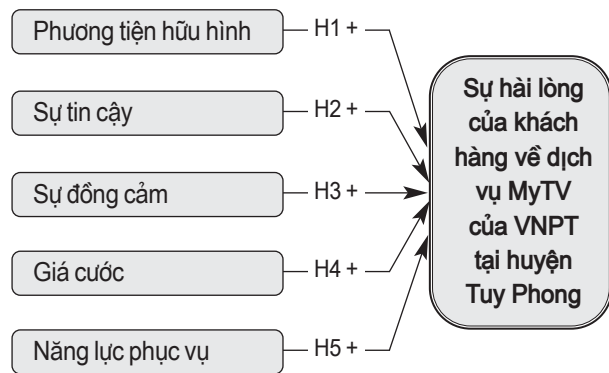 Phương tiện hữu hình
H1 +
Sự tin cậy
H2 +
Sự đồng cảm
H3 +
Giá cước
H4 +
Năng lực phục vụ
H5 +
Sự hài lòng
của khách
hàng về dịch
vụ MyTV
của VNPT
tại huyện
Tuy Phong